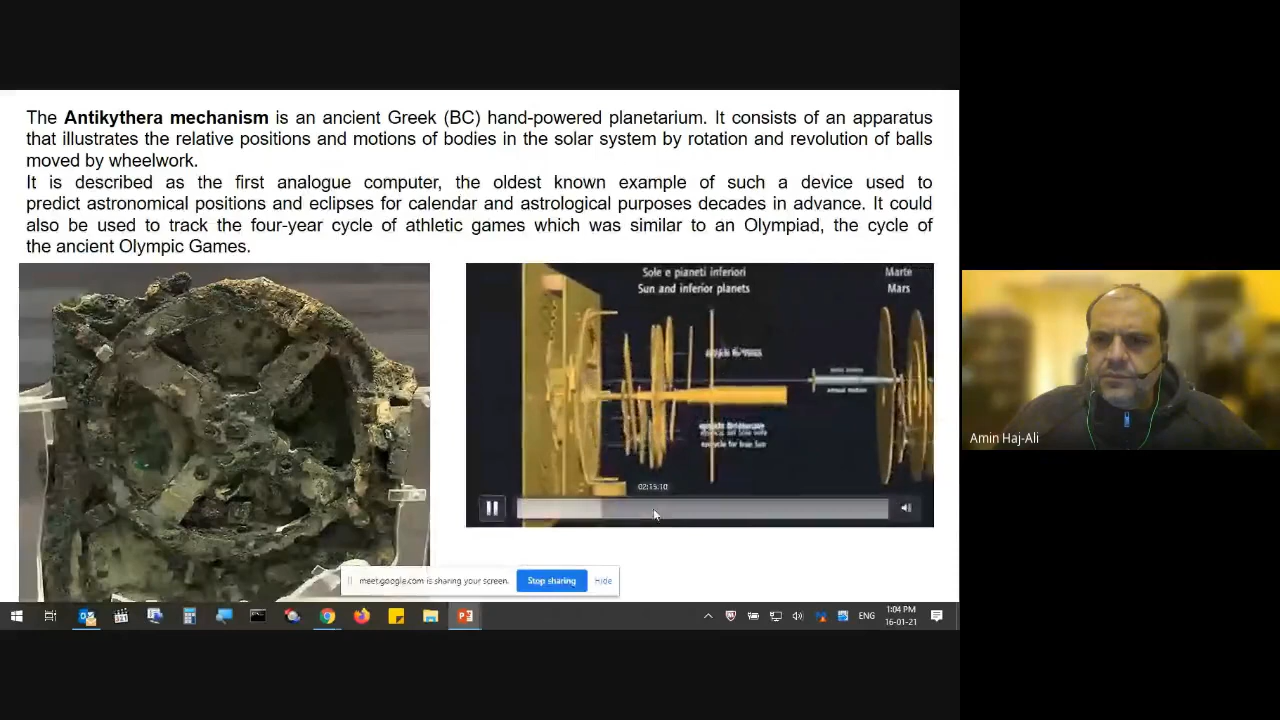 The Antikythera mechanism is an ancient Greek (BC) hand-powered planetarium. It consists of an apparatus
that illustrates the relative positions and motions of bodies in the solar system by rotation and revolution of balls
moved by wheelwork.
It is described as the first analogue computer, the oldest known example of such a device used to
predict astronomical positions and eclipses for calendar and astrological purposes decades in advance. It could
also be used to track the four-year cycle of athletic games which was similar to an Olympiad, the cycle of
the ancient Olympic Games.
Sole e pianeti inferiori
Sun and inferior planets
Marte
Mars
02:15.10
Amin Haj-Ali
meet.google.com is sharing your screen.
Stop sharing
Hide
ENG
1:04 PM
16-01-21